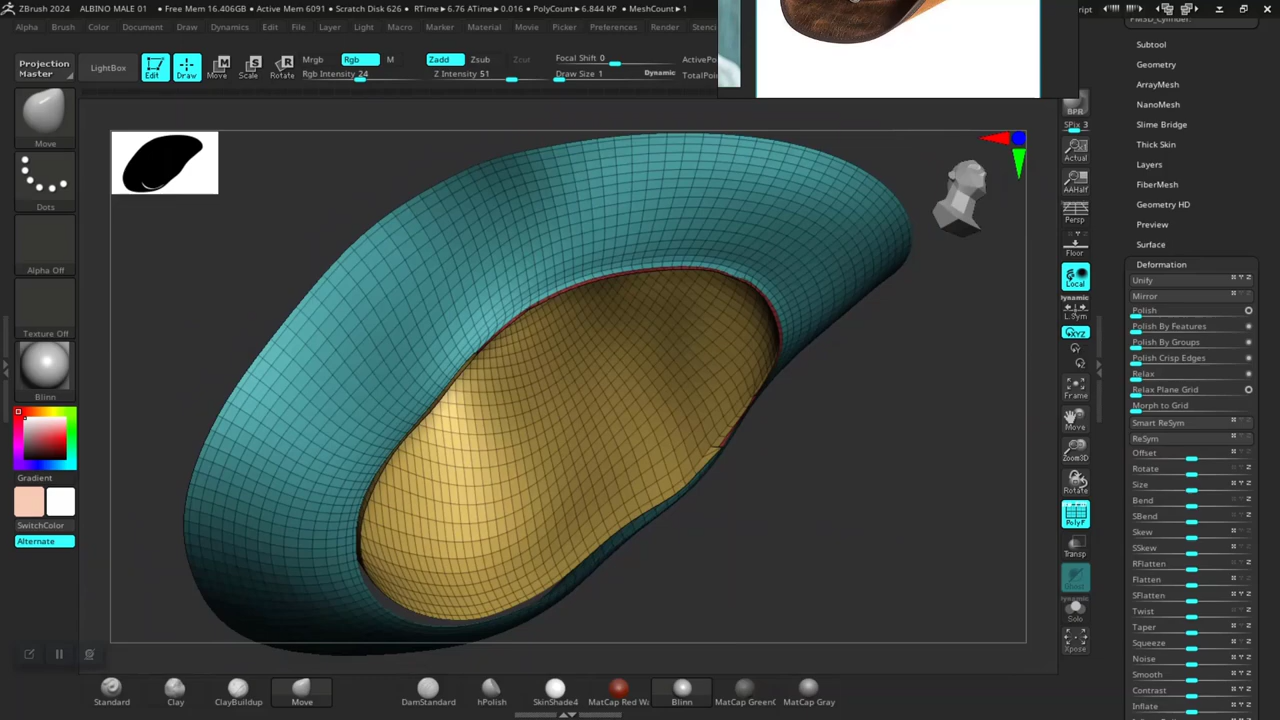 ZBrush 2024 ALBINO MALE 01 • Free Mem 16.406GB • Active Mem 6091 • Scratch Disk 626 • RTime▸6.76 ATime▸0.016 • PolyCount▸6.844 KP • MeshCount▸1
Alpha Brush Color Document Draw Dynamics Edit File Layer Light Macro Marker Material Movie Picker Preferences Render
Projection Master
LightBox
Edit
Draw
Move
Scale
Rotate
Mrgb Rgb M
Rgb Intensity 24
Zadd Zsub Zcut
Z Intensity 51
Focal Shift 0
Draw Size 1 Dynamic
Move
Dots
Alpha Off
Texture Off
Blinn
Gradient
SwitchColor
Alternate
BPR
SPix 3
Actual
AAHalf
Persp
Floor
Local
Dynamic
L.Sym
XYZ
Frame
Move
Zoom3D
Rotate
PolyF
Transp
Ghost
Dynamic
Solo
Xpose
PM3D_Cylinder.
Subtool
Geometry
ArrayMesh
NanoMesh
Slime Bridge
Thick Skin
Layers
FiberMesh
Geometry HD
Preview
Surface
Deformation
Unify
Mirror
Polish
Polish By Features
Polish By Groups
Polish Crisp Edges
Relax
Relax Plane Grid
Morph to Grid
Smart ReSym
ReSym
Offset
Rotate
Size
Bend
SBend
Skew
SSkew
RFlatten
Flatten
SFlatten
Twist
Taper
Squeeze
Noise
Smooth
Contrast
Inflate
Standard
Clay
ClayBuildup
Move
DamStandard
hPolish
SkinShade4
MatCap Red W
Blinn
MatCap Green
MatCap Gray